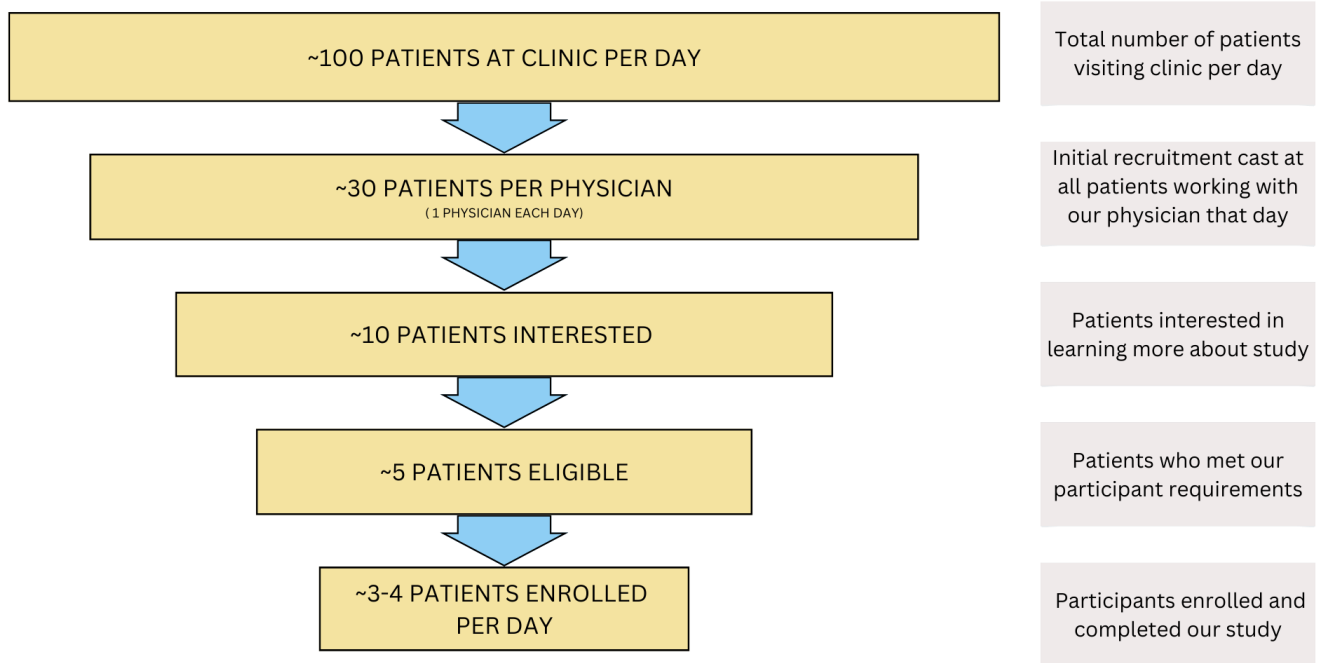 ~100 PATIENTS AT CLINIC PER DAY
Total number of patients
visiting clinic per day
~30 PATIENTS PER PHYSICIAN
( 1 PHYSICIAN EACH DAY)
Initial recruitment cast at
all patients working with
our physician that day
~10 PATIENTS INTERESTED
Patients interested in
learning more about study
~5 PATIENTS ELIGIBLE
Patients who met our
participant requirements
~3-4 PATIENTS ENROLLED
PER DAY
Participants enrolled and
completed our study